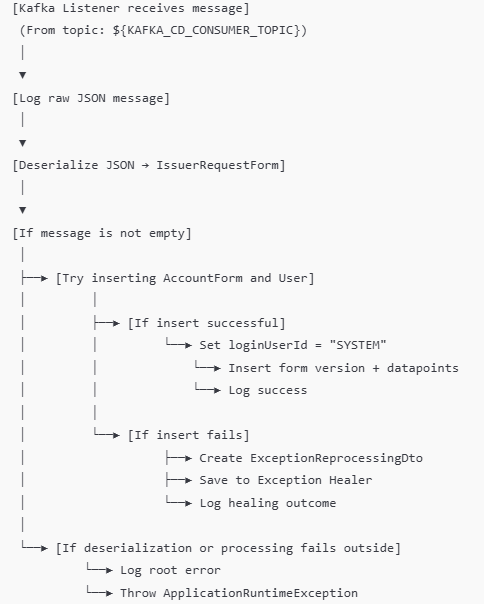 [Kafka Listener receives message]
(From topic: ${KAFKA_CD_CONSUMER_TOPIC})
│
▼
[Log raw JSON message]
│
▼
[Deserialize JSON → IssuerRequestForm]
│
▼
[If message is not empty]
│
├──► [Try inserting AccountForm and User]
│ │
│ ├──► [If insert successful]
│ │ └──► Set loginUserId = "SYSTEM"
│ │ └──► Insert form version + datapoints
│ │ └──► Log success
│ │
│ └──► [If insert fails]
│ ├──► Create ExceptionReprocessingDto
│ ├──► Save to Exception Healer
│ └──► Log healing outcome
│
└──► [If deserialization or processing fails outside]
└──► Log root error
└──► Throw ApplicationRuntimeException